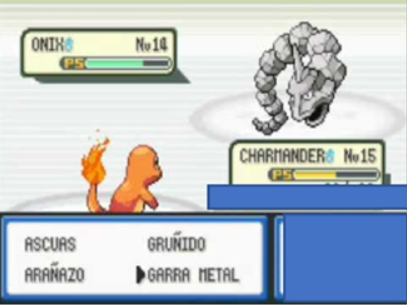 ONIX♂ Nv14
PS
CHARMANDER♂ Nv15
PS
ASCUAS GRUÑIDO
ARAÑAZO ▶GARRA METAL